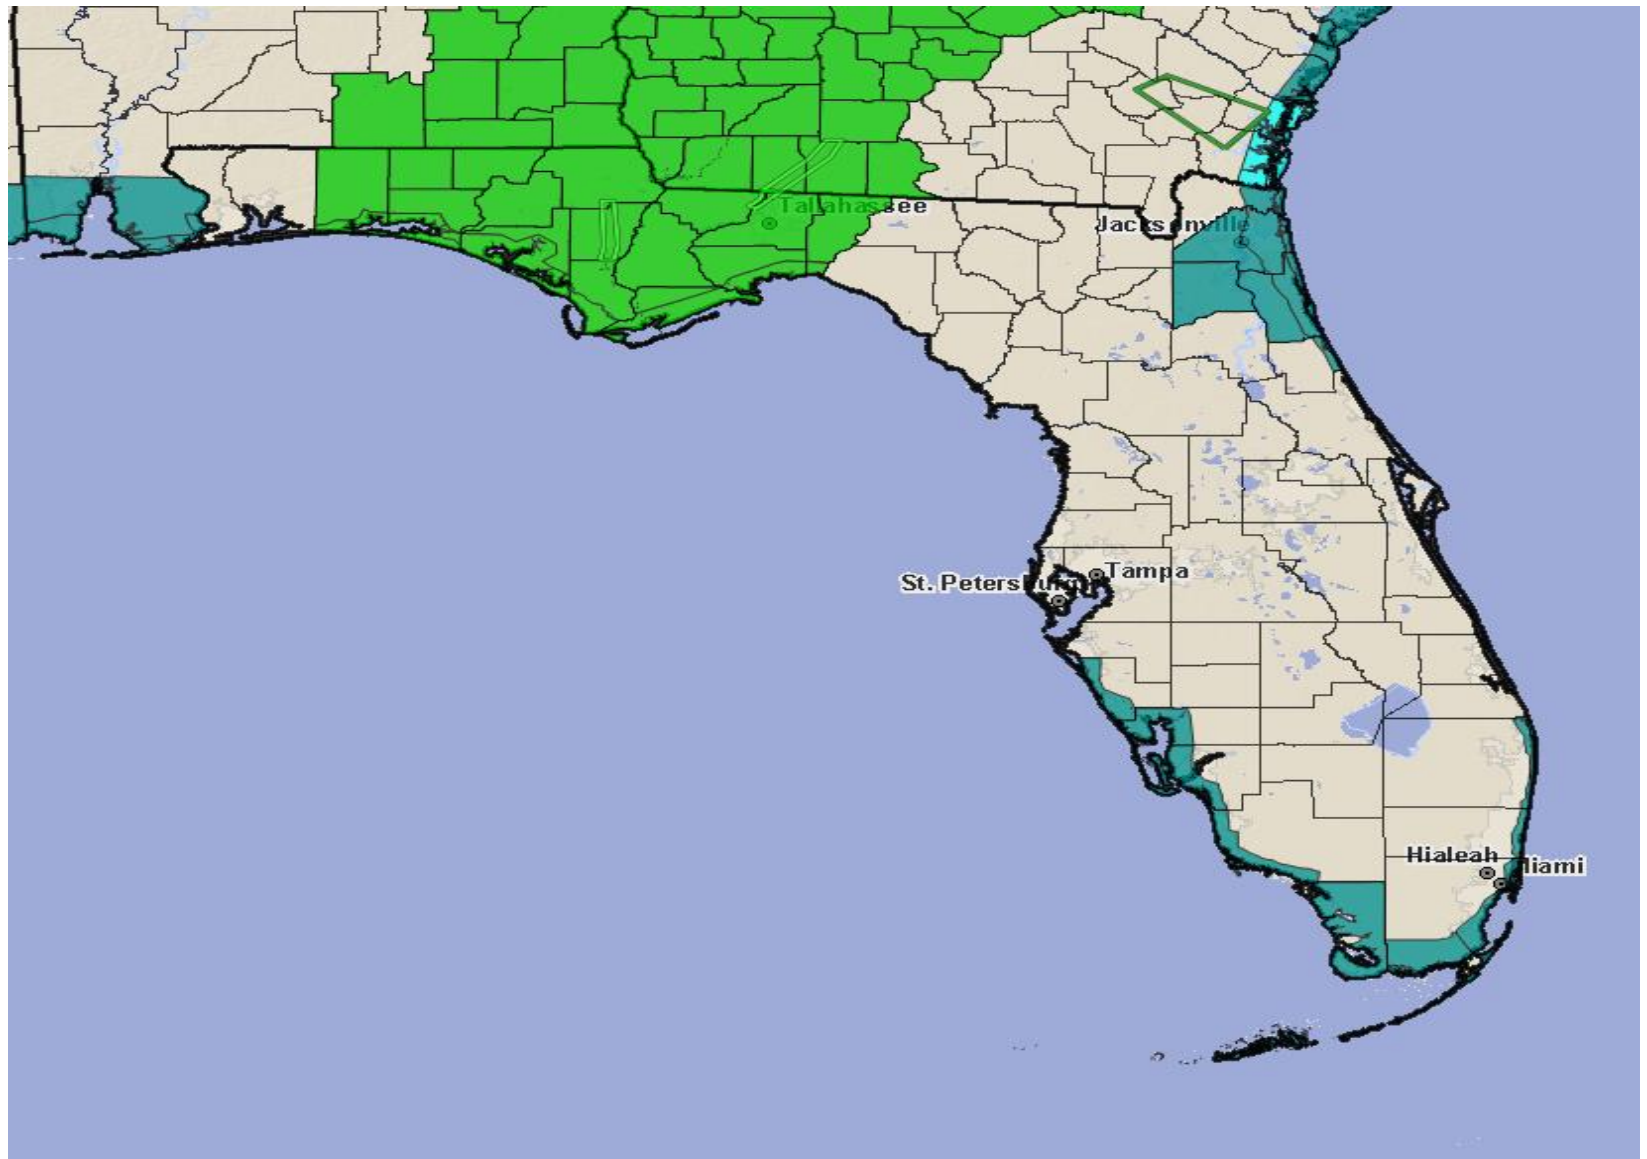 Tallahassee
Jacksonville
St. Petersburg
Tampa
Hialeah
Miami